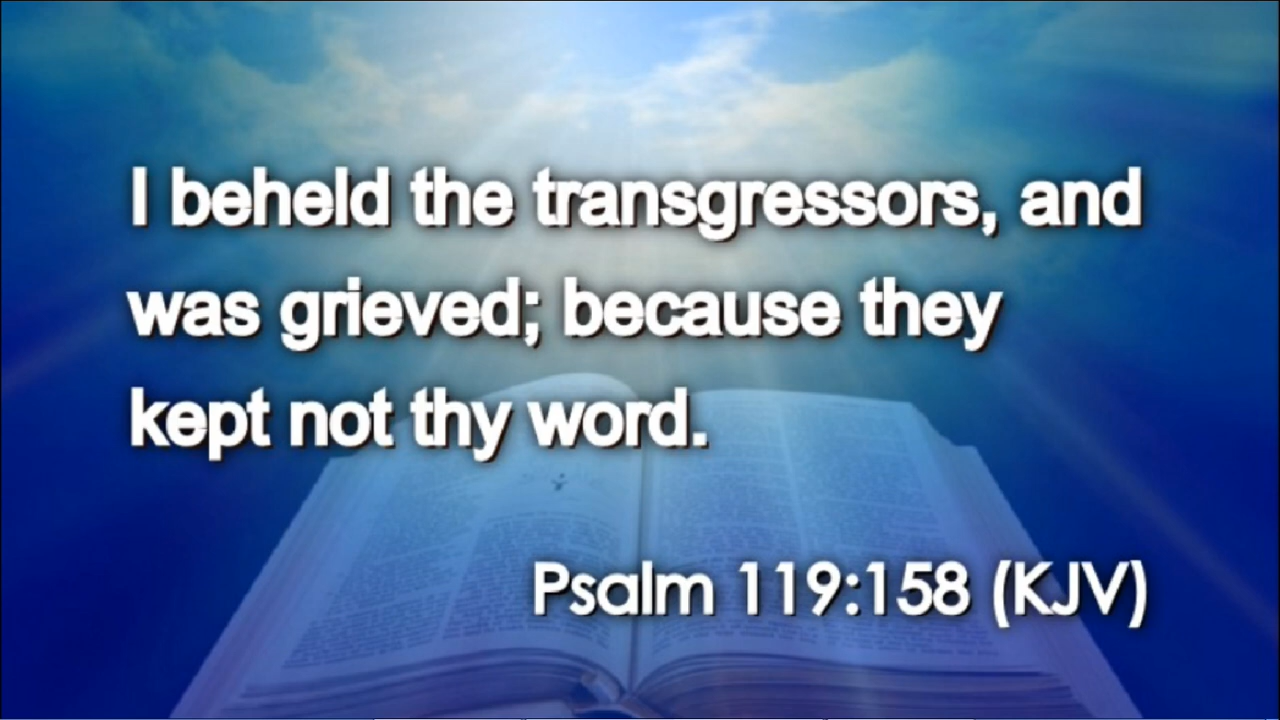 I beheld the transgressors, and
was grieved; because they
kept not thy word.
Psalm 119:158 (KJV)